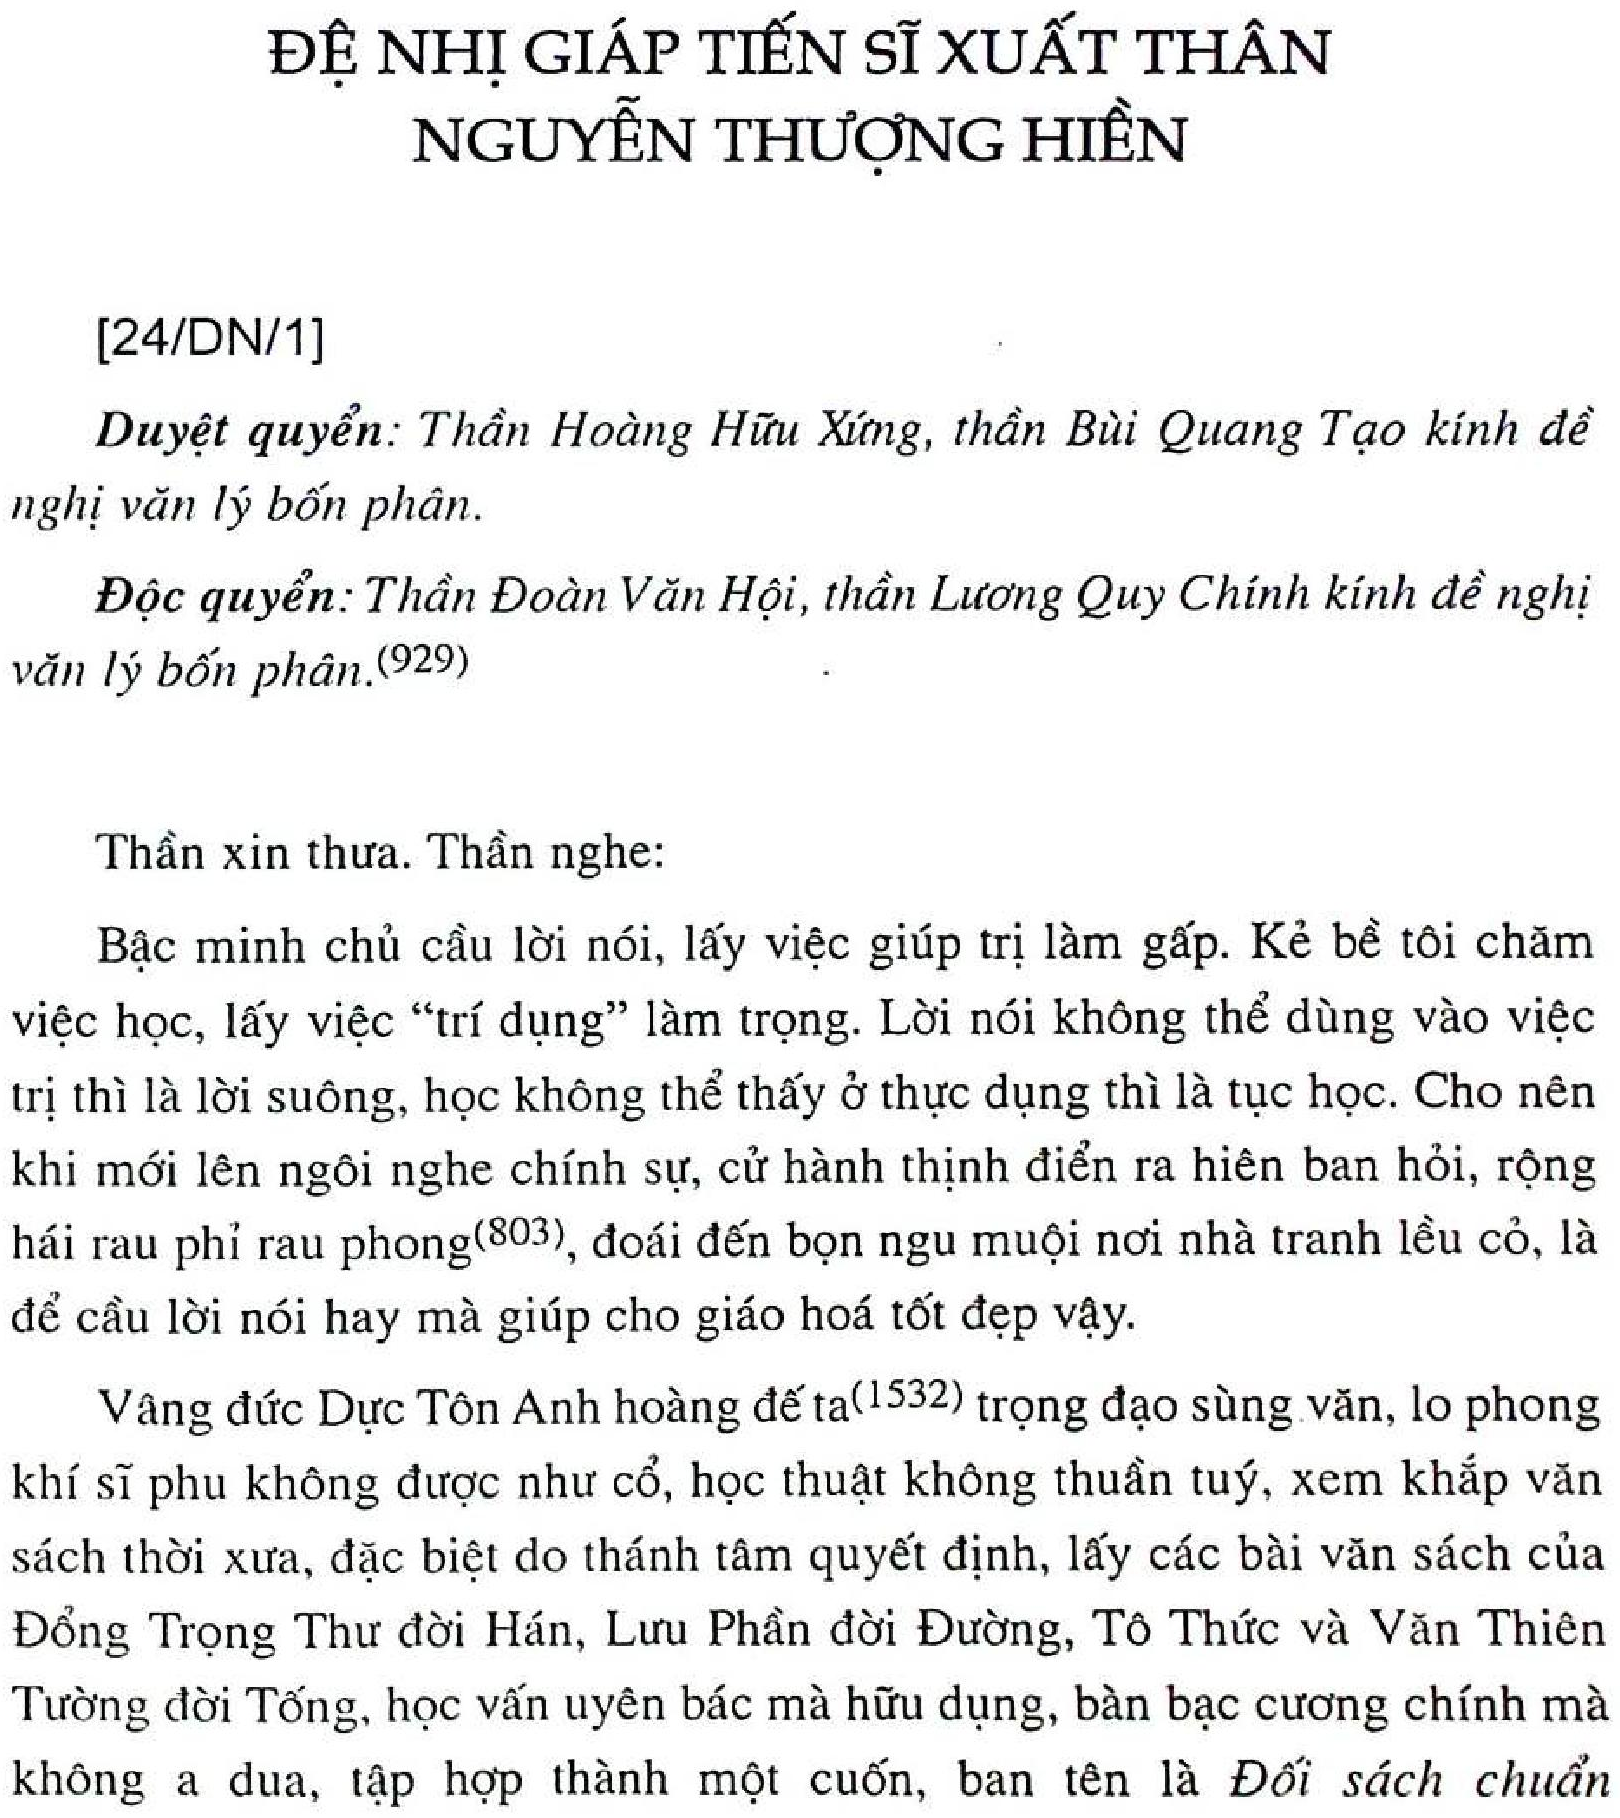 ĐỆ NHỊ GIÁP TIẾN SĨ XUẤT THÂN
NGUYỄN THƯỢNG HIỀN
[24/DN/1]
Duyệt quyển: Thần Hoàng Hữu Xứng, thần Bùi Quang Tạo kính đề
nghị văn lý bốn phân.
Độc quyển: Thần Đoàn Văn Hội, thần Lương Quy Chính kính đề nghị
văn lý bốn phân.(929)
Thần xin thưa. Thần nghe:
Bậc minh chủ cầu lời nói, lấy việc giúp trị làm gấp. Kẻ bề tôi chăm
việc học, lấy việc “trí dụng” làm trọng. Lời nói không thể dùng vào việc
trị thì là lời suông, học không thể thấy ở thực dụng thì là tục học. Cho nên
khi mới lên ngôi nghe chính sự, cử hành thịnh điển ra hiên ban hỏi, rộng
hái rau phỉ rau phong(803), đoái đến bọn ngu muội nơi nhà tranh lều cỏ, là
để cầu lời nói hay mà giúp cho giáo hoá tốt đẹp vậy.
Vâng đức Dực Tôn Anh hoàng đế ta(1532) trọng đạo sùng văn, lo phong
khí sĩ phu không được như cổ, học thuật không thuần tuý, xem khắp văn
sách thời xưa, đặc biệt do thánh tâm quyết định, lấy các bài văn sách của
Đổng Trọng Thư đời Hán, Lưu Phần đời Đường, Tô Thức và Văn Thiên
Tường đời Tống, học vấn uyên bác mà hữu dụng, bàn bạc cương chính mà
không a dua, tập hợp thành một cuốn, ban tên là Đối sách chuẩn